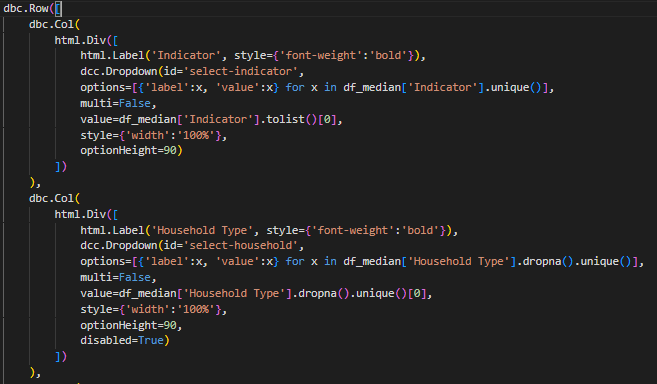 dbc.Row([
    dbc.Col(
        html.Div([
            html.Label('Indicator', style={'font-weight':'bold'}),
            dcc.Dropdown(id='select-indicator',
            options=[{'label':x, 'value':x} for x in df_median['Indicator'].unique()],
            multi=False,
            value=df_median['Indicator'].tolist()[0],
            style={'width':'100%'},
            optionHeight=90)
        ])
    ),
    dbc.Col(
        html.Div([
            html.Label('Household Type', style={'font-weight':'bold'}),
            dcc.Dropdown(id='select-household',
            options=[{'label':x, 'value':x} for x in df_median['Household Type'].dropna().unique()],
            multi=False,
            value=df_median['Household Type'].dropna().unique()[0],
            style={'width':'100%'},
            optionHeight=90,
            disabled=True)
        ])
    ),